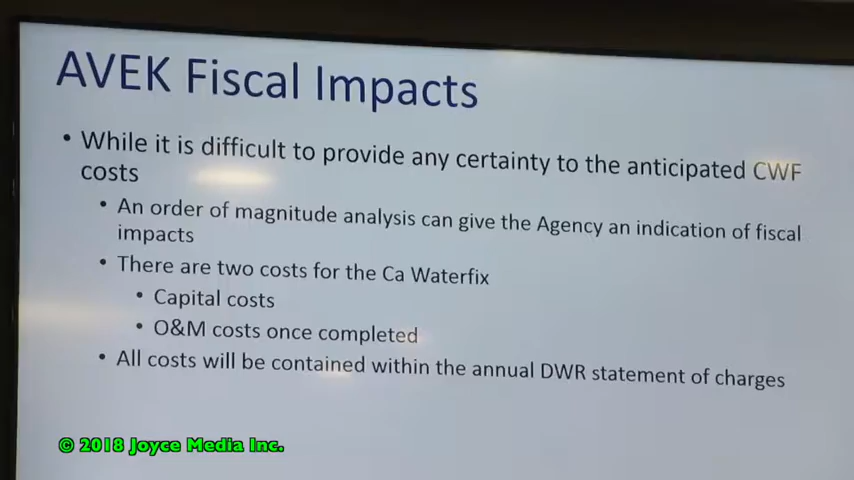 AVEK Fiscal Impacts
• While it is difficult to provide any certainty to the anticipated CWF
costs
• An order of magnitude analysis can give the Agency an indication of fiscal
impacts
• There are two costs for the Ca Waterfix
• Capital costs
• O&M costs once completed
• All costs will be contained within the annual DWR statement of charges
© 2018 Joyce Media Inc.